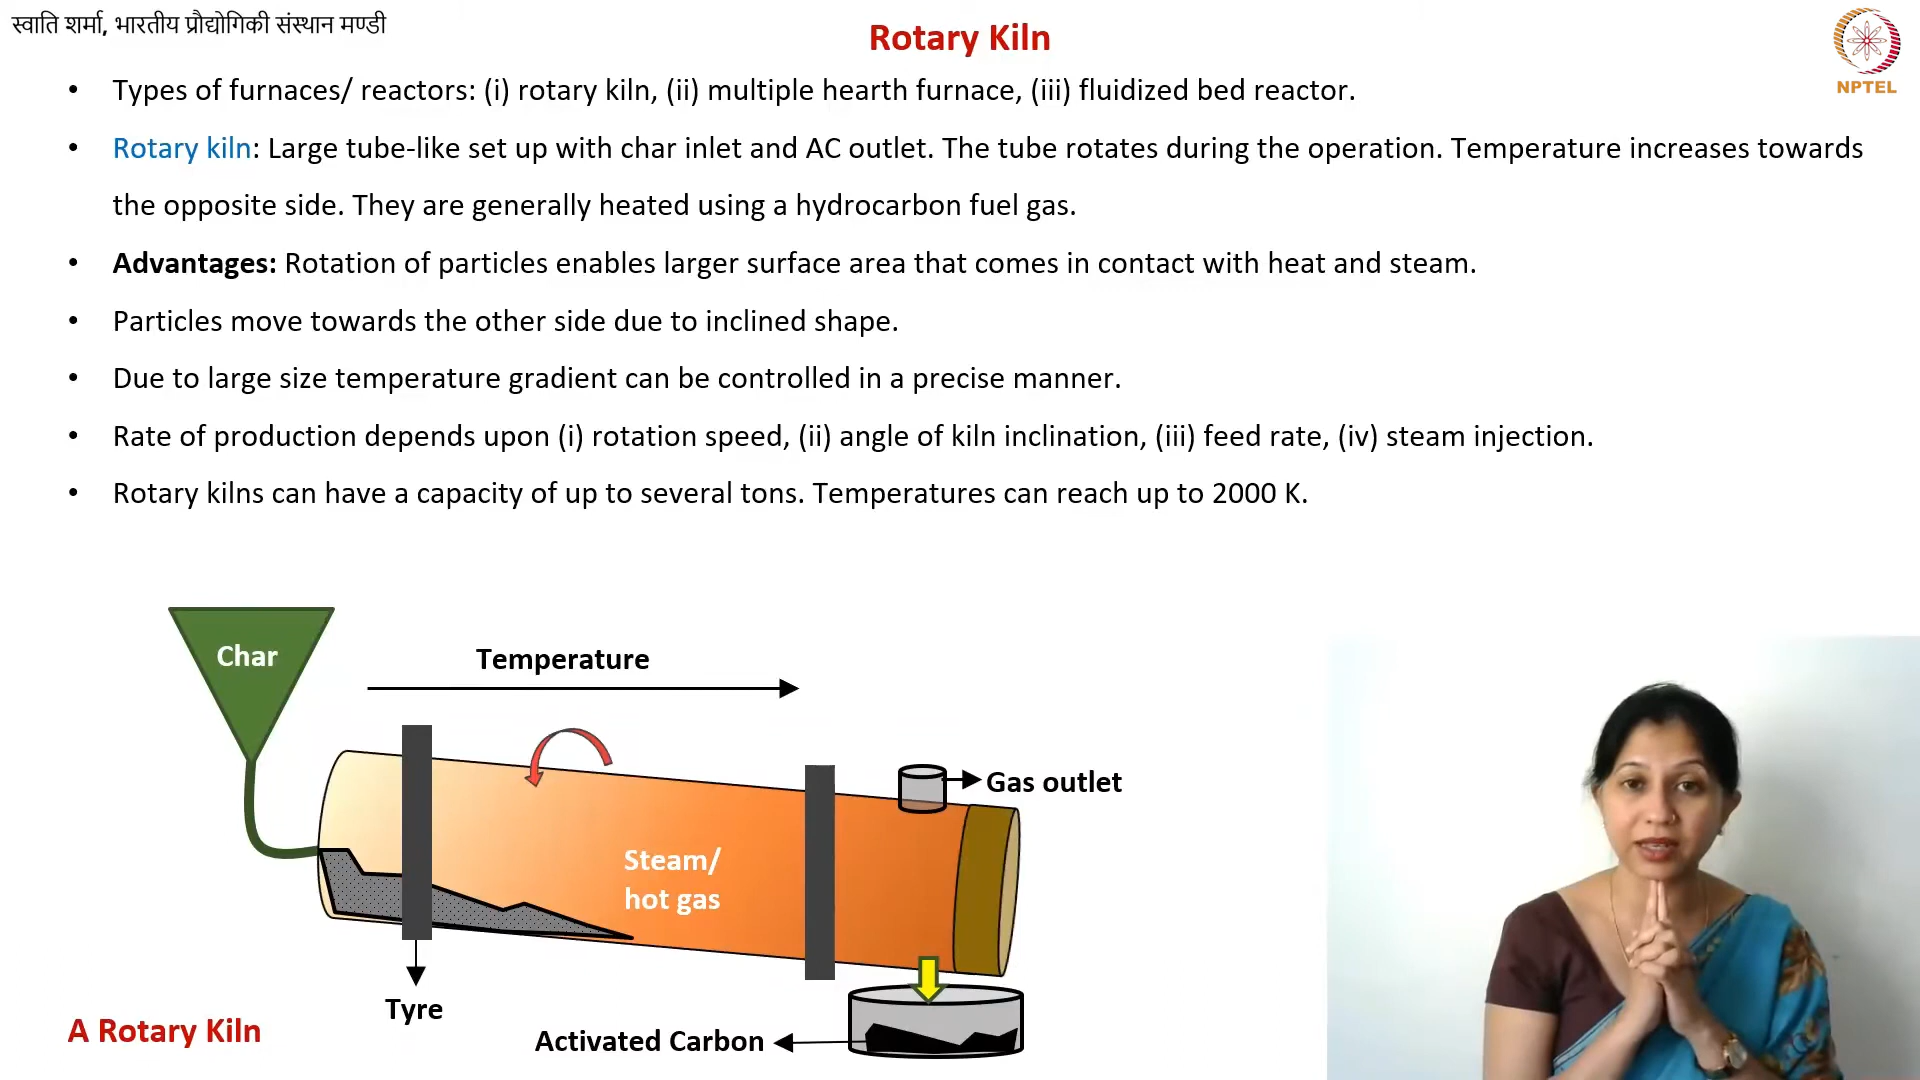 स्वाति शर्मा, भारतीय प्रौद्योगिकी संस्थान मण्डी
Rotary Kiln
NPTEL
• Types of furnaces/ reactors: (i) rotary kiln, (ii) multiple hearth furnace, (iii) fluidized bed reactor.
• Rotary kiln: Large tube-like set up with char inlet and AC outlet. The tube rotates during the operation. Temperature increases towards
the opposite side. They are generally heated using a hydrocarbon fuel gas.
• Advantages: Rotation of particles enables larger surface area that comes in contact with heat and steam.
• Particles move towards the other side due to inclined shape.
• Due to large size temperature gradient can be controlled in a precise manner.
• Rate of production depends upon (i) rotation speed, (ii) angle of kiln inclination, (iii) feed rate, (iv) steam injection.
• Rotary kilns can have a capacity of up to several tons. Temperatures can reach up to 2000 K.
Char
Temperature
Gas outlet
Steam/
hot gas
Tyre
A Rotary Kiln
Activated Carbon